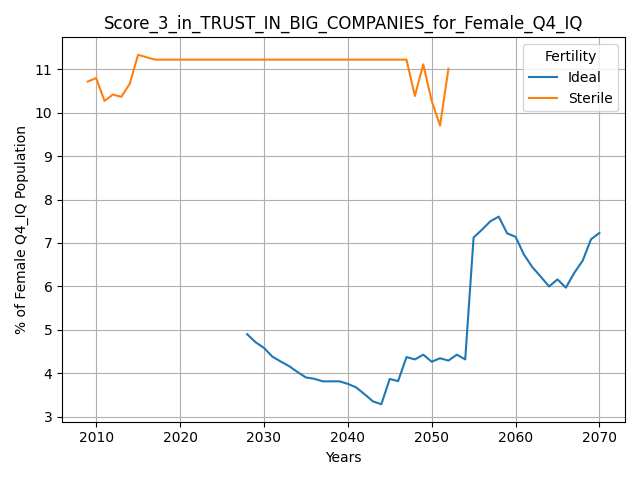 Score_3_in_TRUST_IN_BIG_COMPANIES_for_Female_Q4_IQ
Fertility
Ideal
Sterile
% of Female Q4_IQ Population
11
10
9
8
7
6
5
4
3
2010 2020 2030 2040 2050 2060 2070
Years